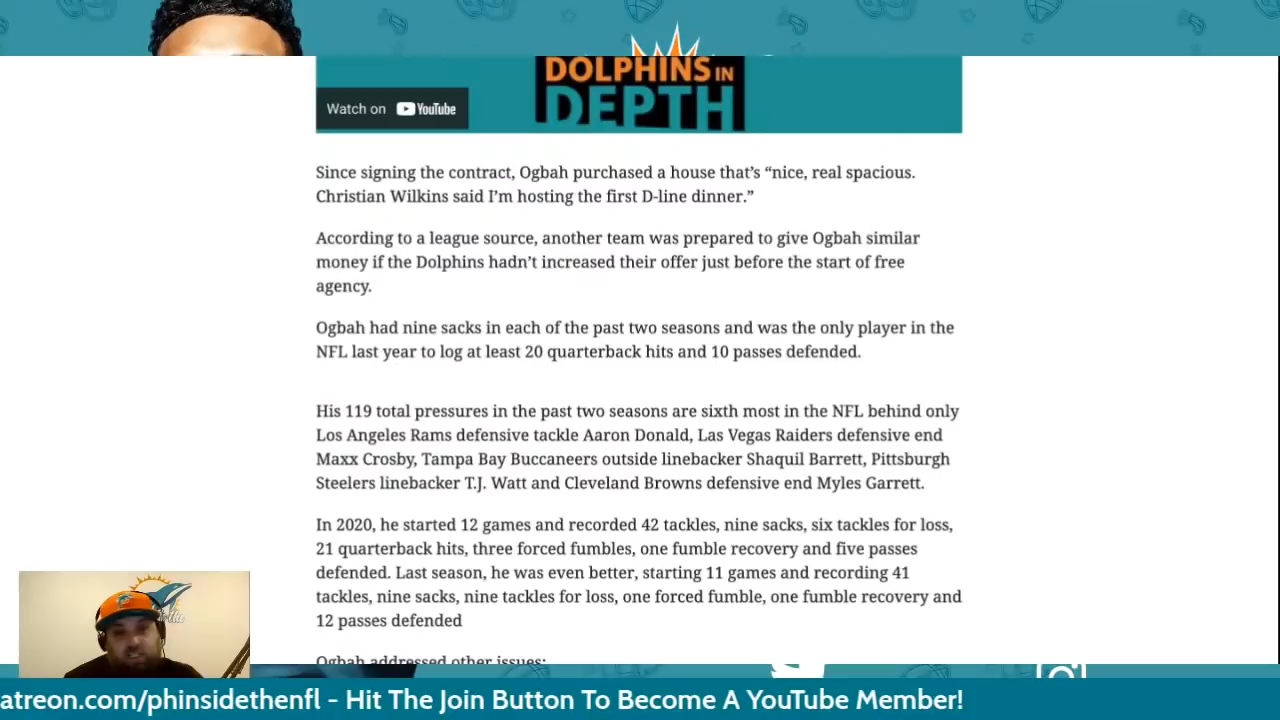 DOLPHINS IN
DEPTH
Watch on YouTube
Since signing the contract, Ogbah purchased a house that’s “nice, real spacious.
Christian Wilkins said I’m hosting the first D-line dinner.”
According to a league source, another team was prepared to give Ogbah similar
money if the Dolphins hadn’t increased their offer just before the start of free
agency.
Ogbah had nine sacks in each of the past two seasons and was the only player in the
NFL last year to log at least 20 quarterback hits and 10 passes defended.
His 119 total pressures in the past two seasons are sixth most in the NFL behind only
Los Angeles Rams defensive tackle Aaron Donald, Las Vegas Raiders defensive end
Maxx Crosby, Tampa Bay Buccaneers outside linebacker Shaquil Barrett, Pittsburgh
Steelers linebacker T.J. Watt and Cleveland Browns defensive end Myles Garrett.
In 2020, he started 12 games and recorded 42 tackles, nine sacks, six tackles for loss,
21 quarterback hits, three forced fumbles, one fumble recovery and five passes
defended. Last season, he was even better, starting 11 games and recording 41
tackles, nine sacks, nine tackles for loss, one forced fumble, one fumble recovery and
12 passes defended
Ogbah addressed other issues:
atreon.com/phinsidethenfl - Hit The Join Button To Become A YouTube Member!